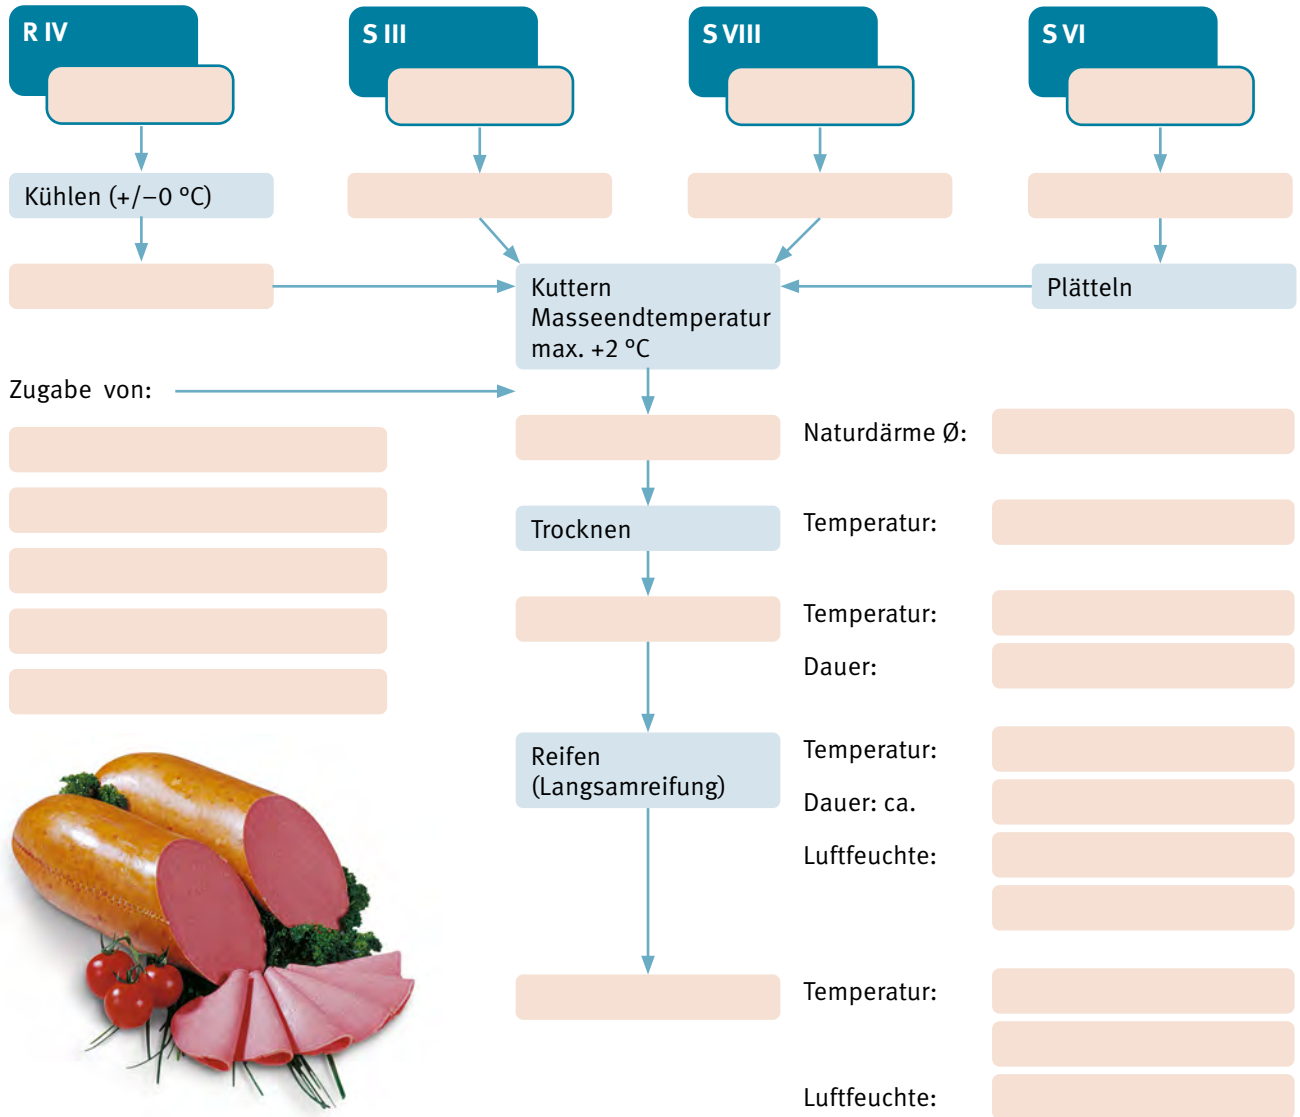 R IV
S III
S VIII
S VI
Kühlen (+/–0 °C)
Kuttern
Masseendtemperatur
max. +2 °C
Plätteln
Zugabe von:
Naturdärme Ø:
Trocknen
Temperatur:
Temperatur:
Dauer:
Reifen
(Langsamreifung)
Temperatur:
Dauer: ca.
Luftfeuchte:
Temperatur:
Luftfeuchte: